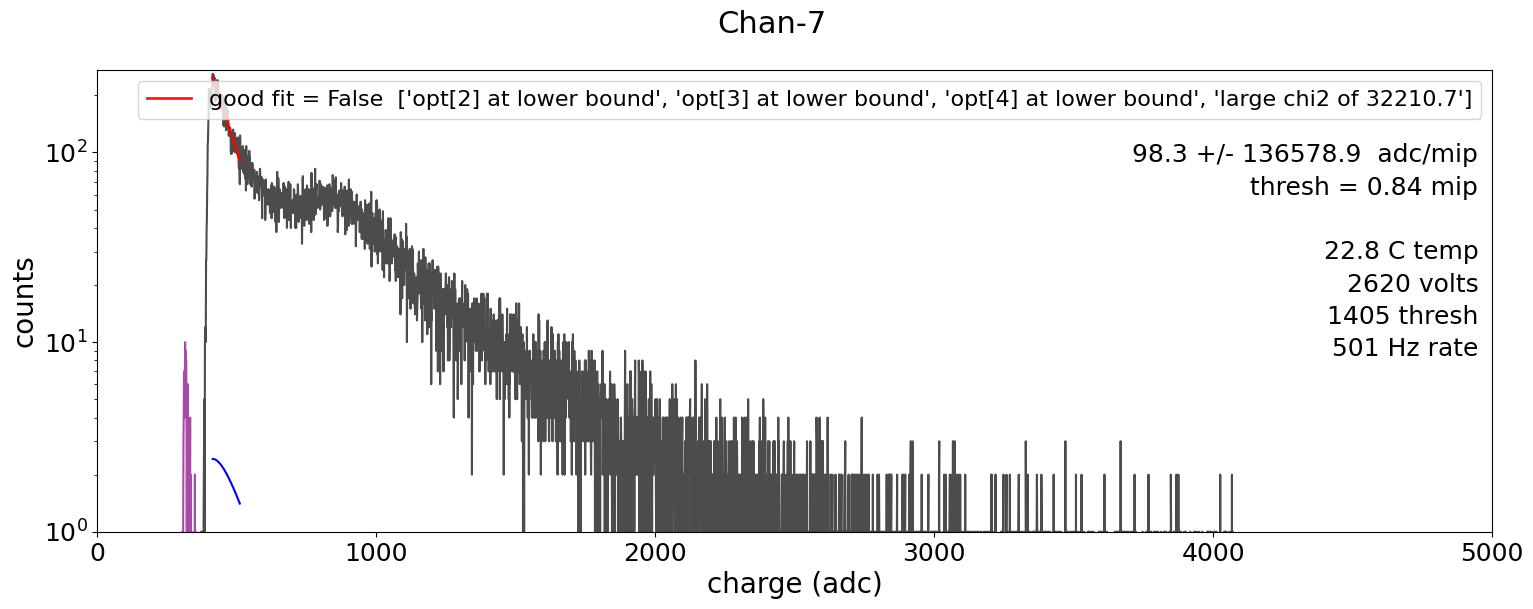 Chan-7
good fit = False  ['opt[2] at lower bound', 'opt[3] at lower bound', 'opt[4] at lower bound', 'large chi2 of 32210.7']
98.3 +/- 136578.9  adc/mip
thresh = 0.84 mip
22.8 C temp
2620 volts
1405 thresh
501 Hz rate
counts
10²
10¹
10⁰
0 1000 2000 3000 4000 5000
charge (adc)